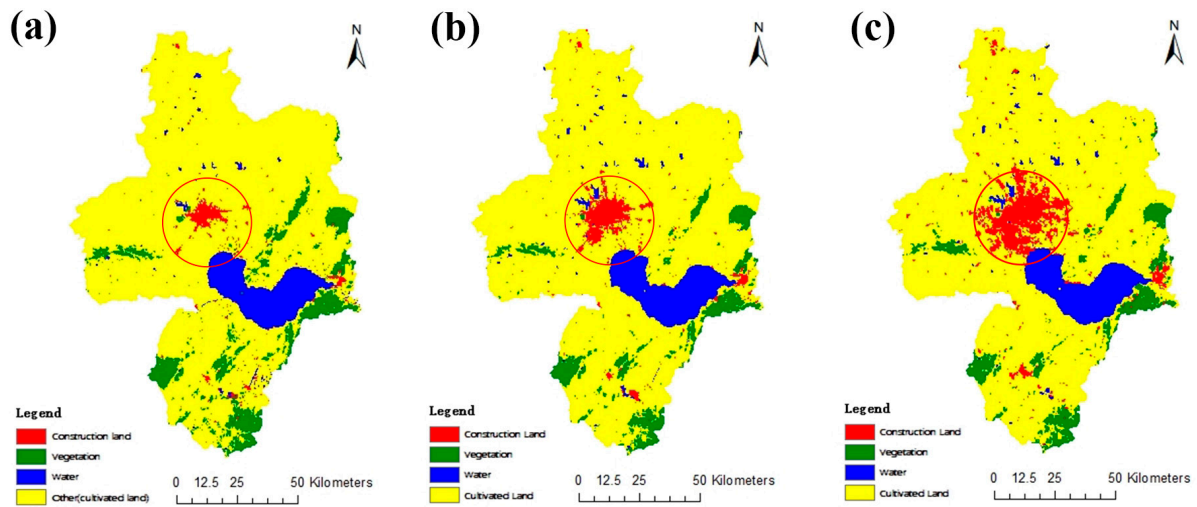 (a)
N
Legend
Construction land
Vegetation
Water
Other(cultivated land)
0 12.5 25 50 Kilometers
(b)
N
Legend
Construction Land
Vegetation
Water
Cultivated Land
0 12.5 25 50 Kilometers
(c)
N
Legend
Construction Land
Vegetation
Water
Cultivated Land
0 12.5 25 50 Kilometers